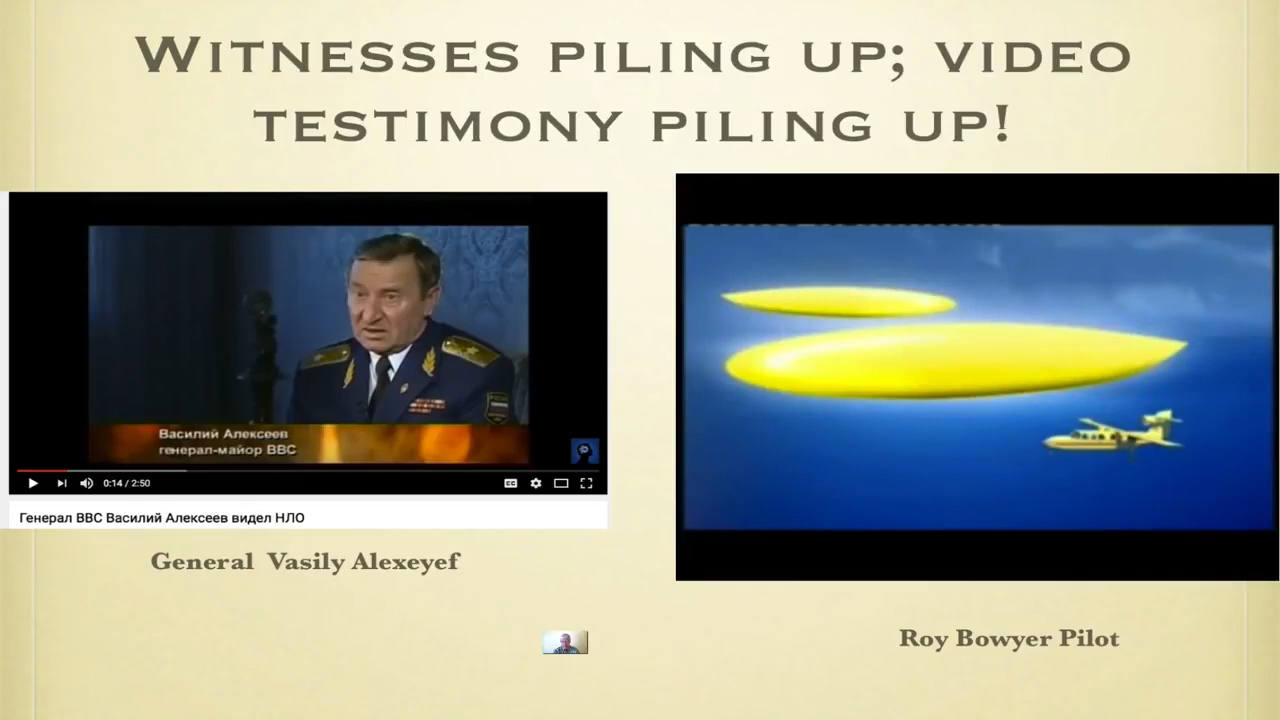 WITNESSES PILING UP; VIDEO
TESTIMONY PILING UP!
Василий Алексеев
генерал-майор ВВС
0:14 / 2:50
CC
Генерал ВВС Василий Алексеев видел НЛО
General Vasily Alexeyef
Roy Bowyer Pilot